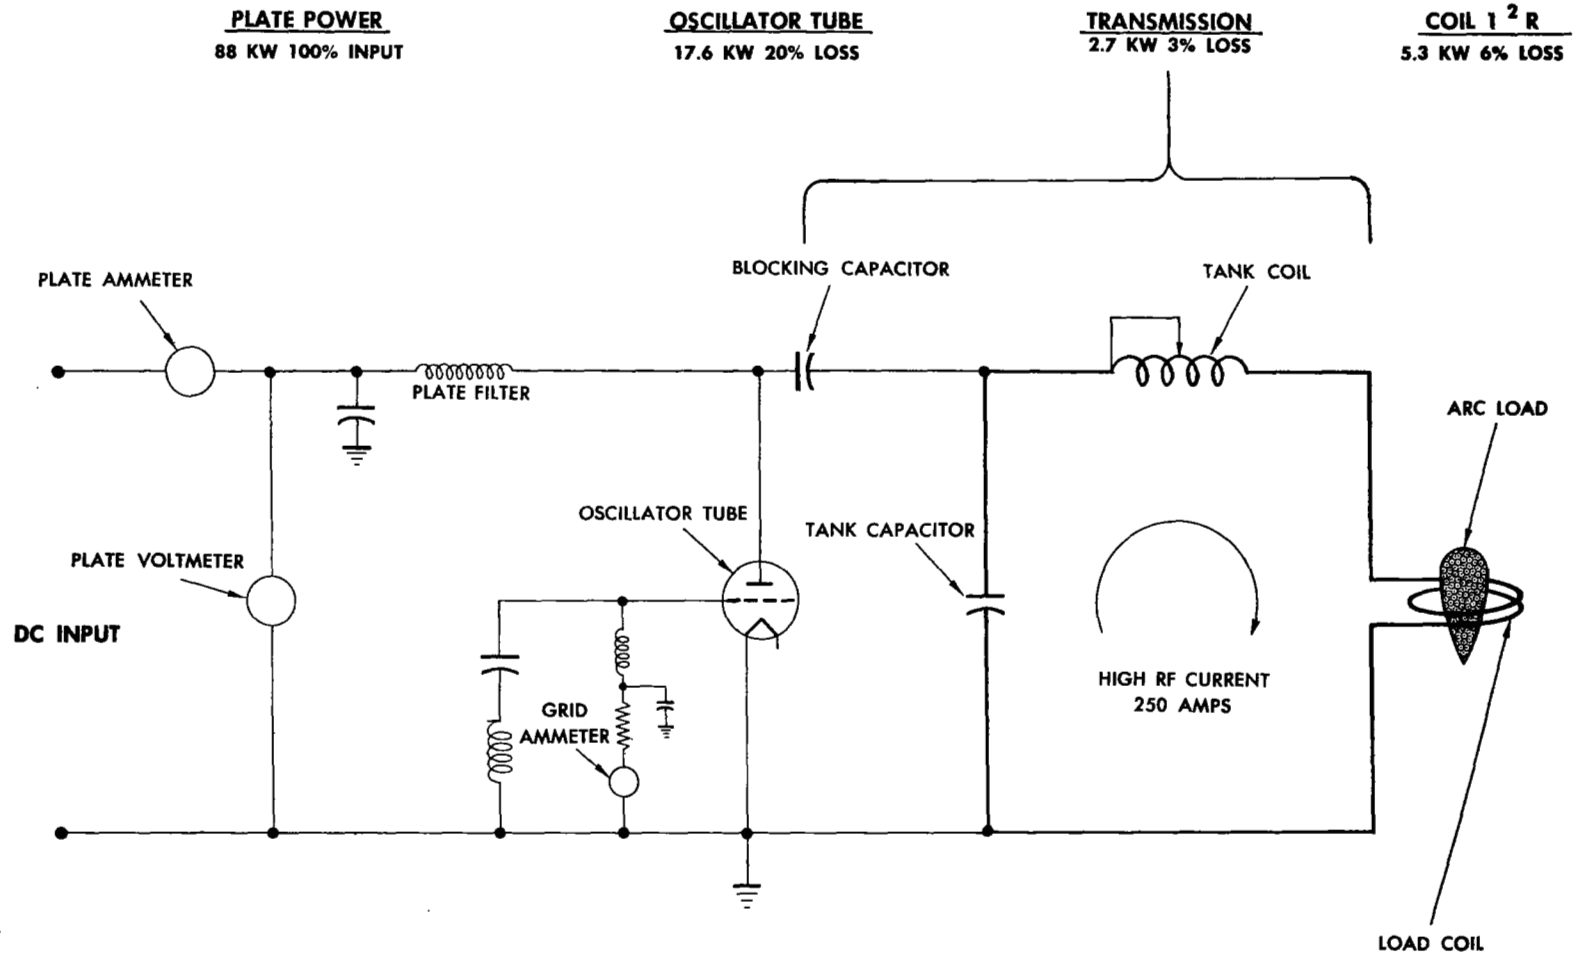 PLATE POWER
88 KW 100% INPUT
OSCILLATOR TUBE
17.6 KW 20% LOSS
TRANSMISSION
2.7 KW 3% LOSS
COIL I 2 R
5.3 KW 6% LOSS
BLOCKING CAPACITOR
TANK COIL
PLATE AMMETER
PLATE FILTER
ARC LOAD
OSCILLATOR TUBE
TANK CAPACITOR
PLATE VOLTMETER
DC INPUT
HIGH RF CURRENT
250 AMPS
GRID
AMMETER
LOAD COIL